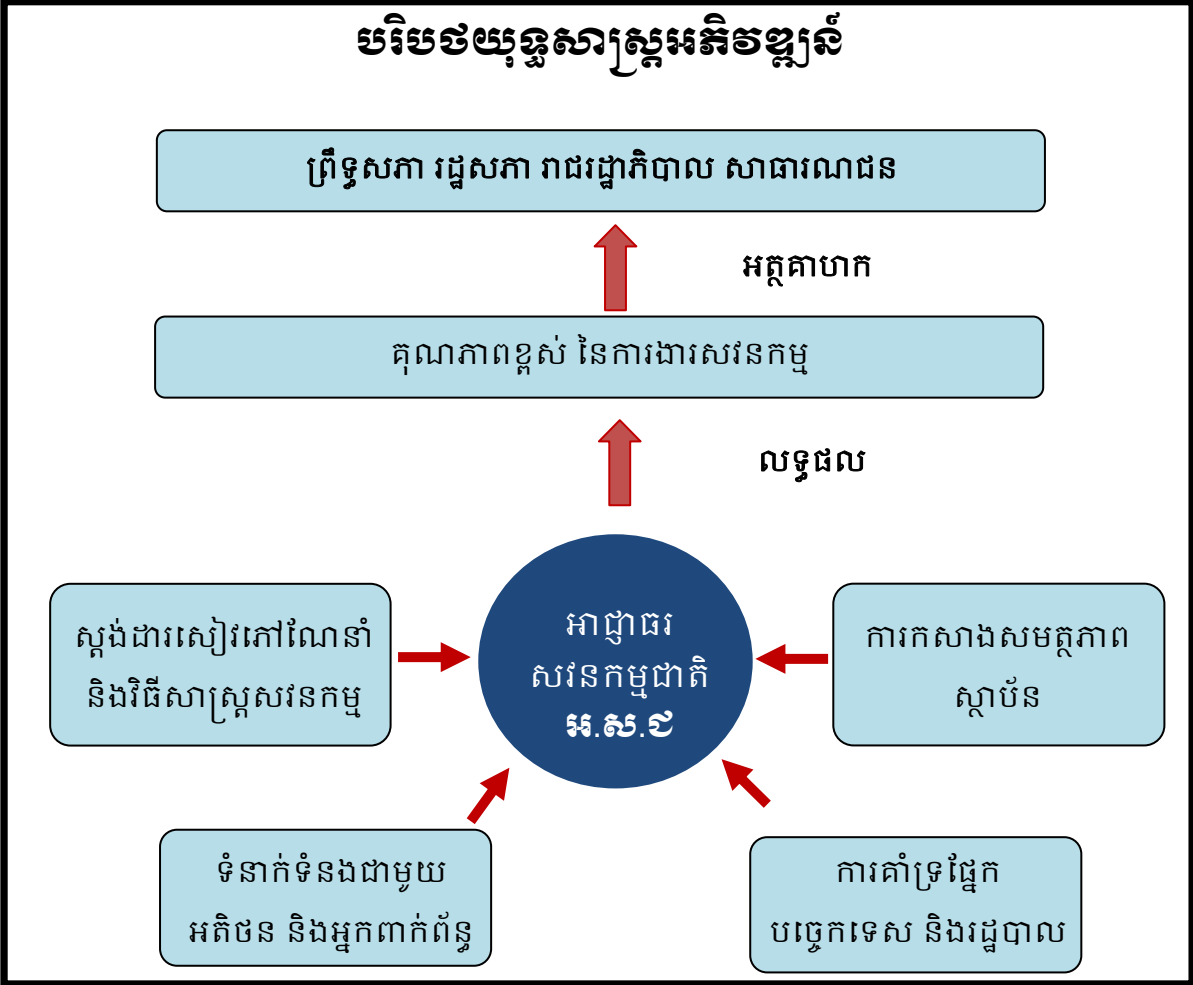 បរិបថយុទ្ធសាស្ត្រអភិវឌ្ឍន៍
ព្រឹទ្ធសភា រដ្ឋសភា រាជរដ្ឋាភិបាល សាធារណជន
អត្ថគាហក
គុណភាពខ្ពស់ នៃការងារសវនកម្ម
លទ្ធផល
ស្តង់ដារសៀវភៅណែនាំ
និងវិធីសាស្ត្រសវនកម្ម
អាជ្ញាធរ
សវនកម្មជាតិ
អ.ស.ជ
ការកសាងសមត្ថភាព
ស្ថាប័ន
ទំនាក់ទំនងជាមួយ
អតិថន និងអ្នកពាក់ព័ន្ធ
ការគាំទ្រផ្នែក
បច្ចេកទេស និងរដ្ឋបាល